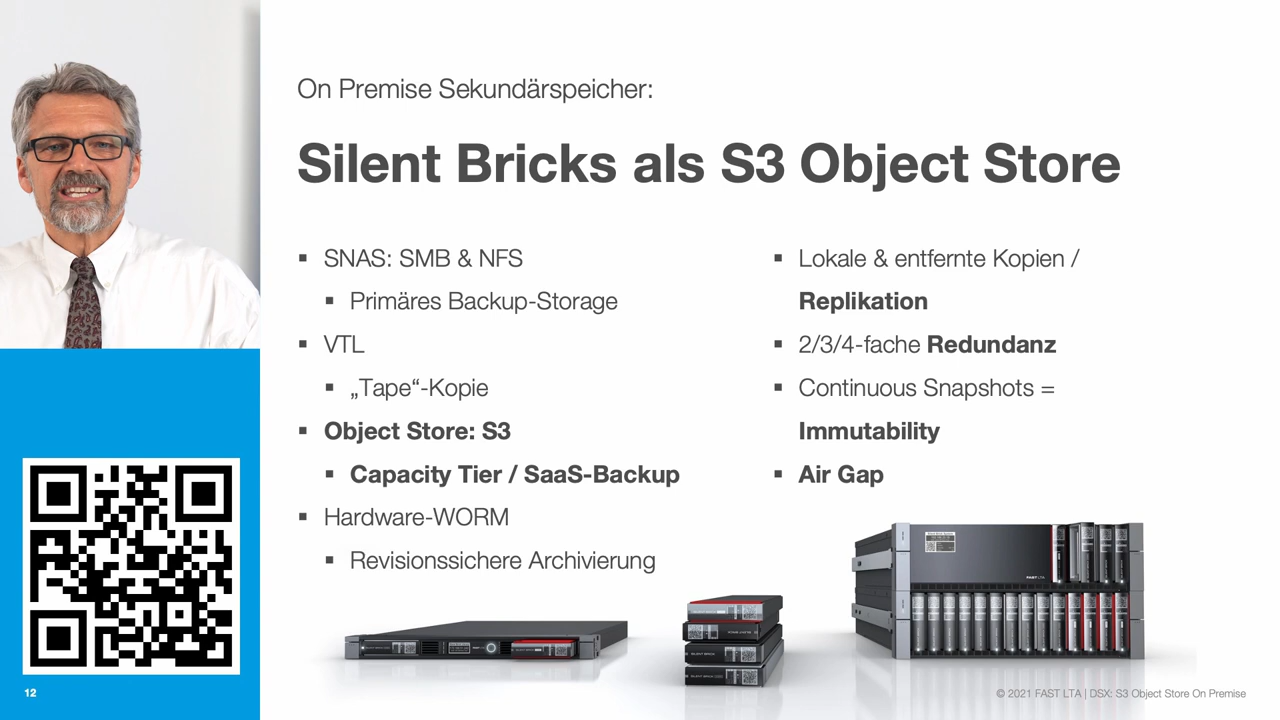 On Premise Sekundärspeicher:
Silent Bricks als S3 Object Store
SNAS: SMB & NFS
Primäres Backup-Storage
VTL
„Tape“-Kopie
Object Store: S3
Capacity Tier / SaaS-Backup
Hardware-WORM
Revisionssichere Archivierung
Lokale & entfernte Kopien /
Replikation
2/3/4-fache Redundanz
Continuous Snapshots =
Immutability
Air Gap
FAST LTA
12
© 2021 FAST LTA | DSX: S3 Object Store On Premise